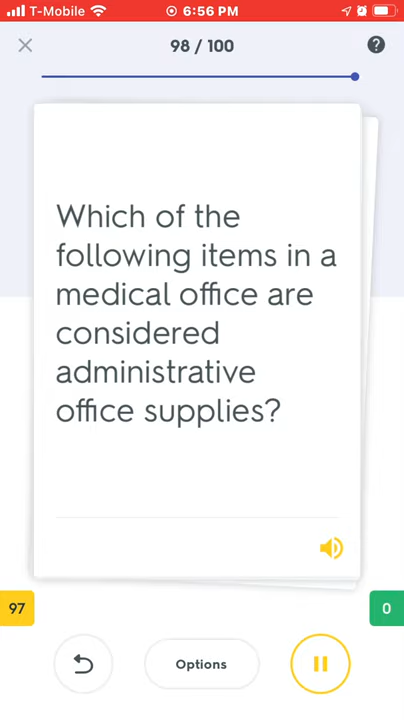 T-Mobile 6:56 PM
98 / 100
?
Which of the
following items in a
medical office are
considered
administrative
office supplies?
97
0
Options